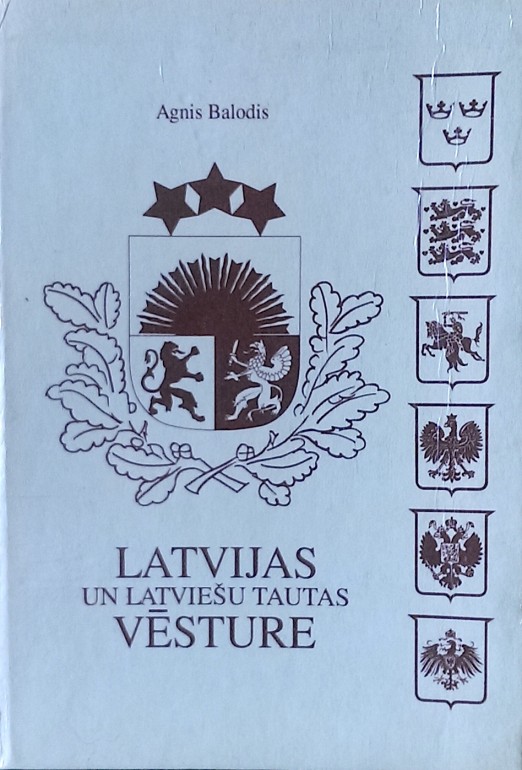 Agnis Balodis
LATVIJAS
UN LATVIEŠU TAUTAS
VĒSTURE